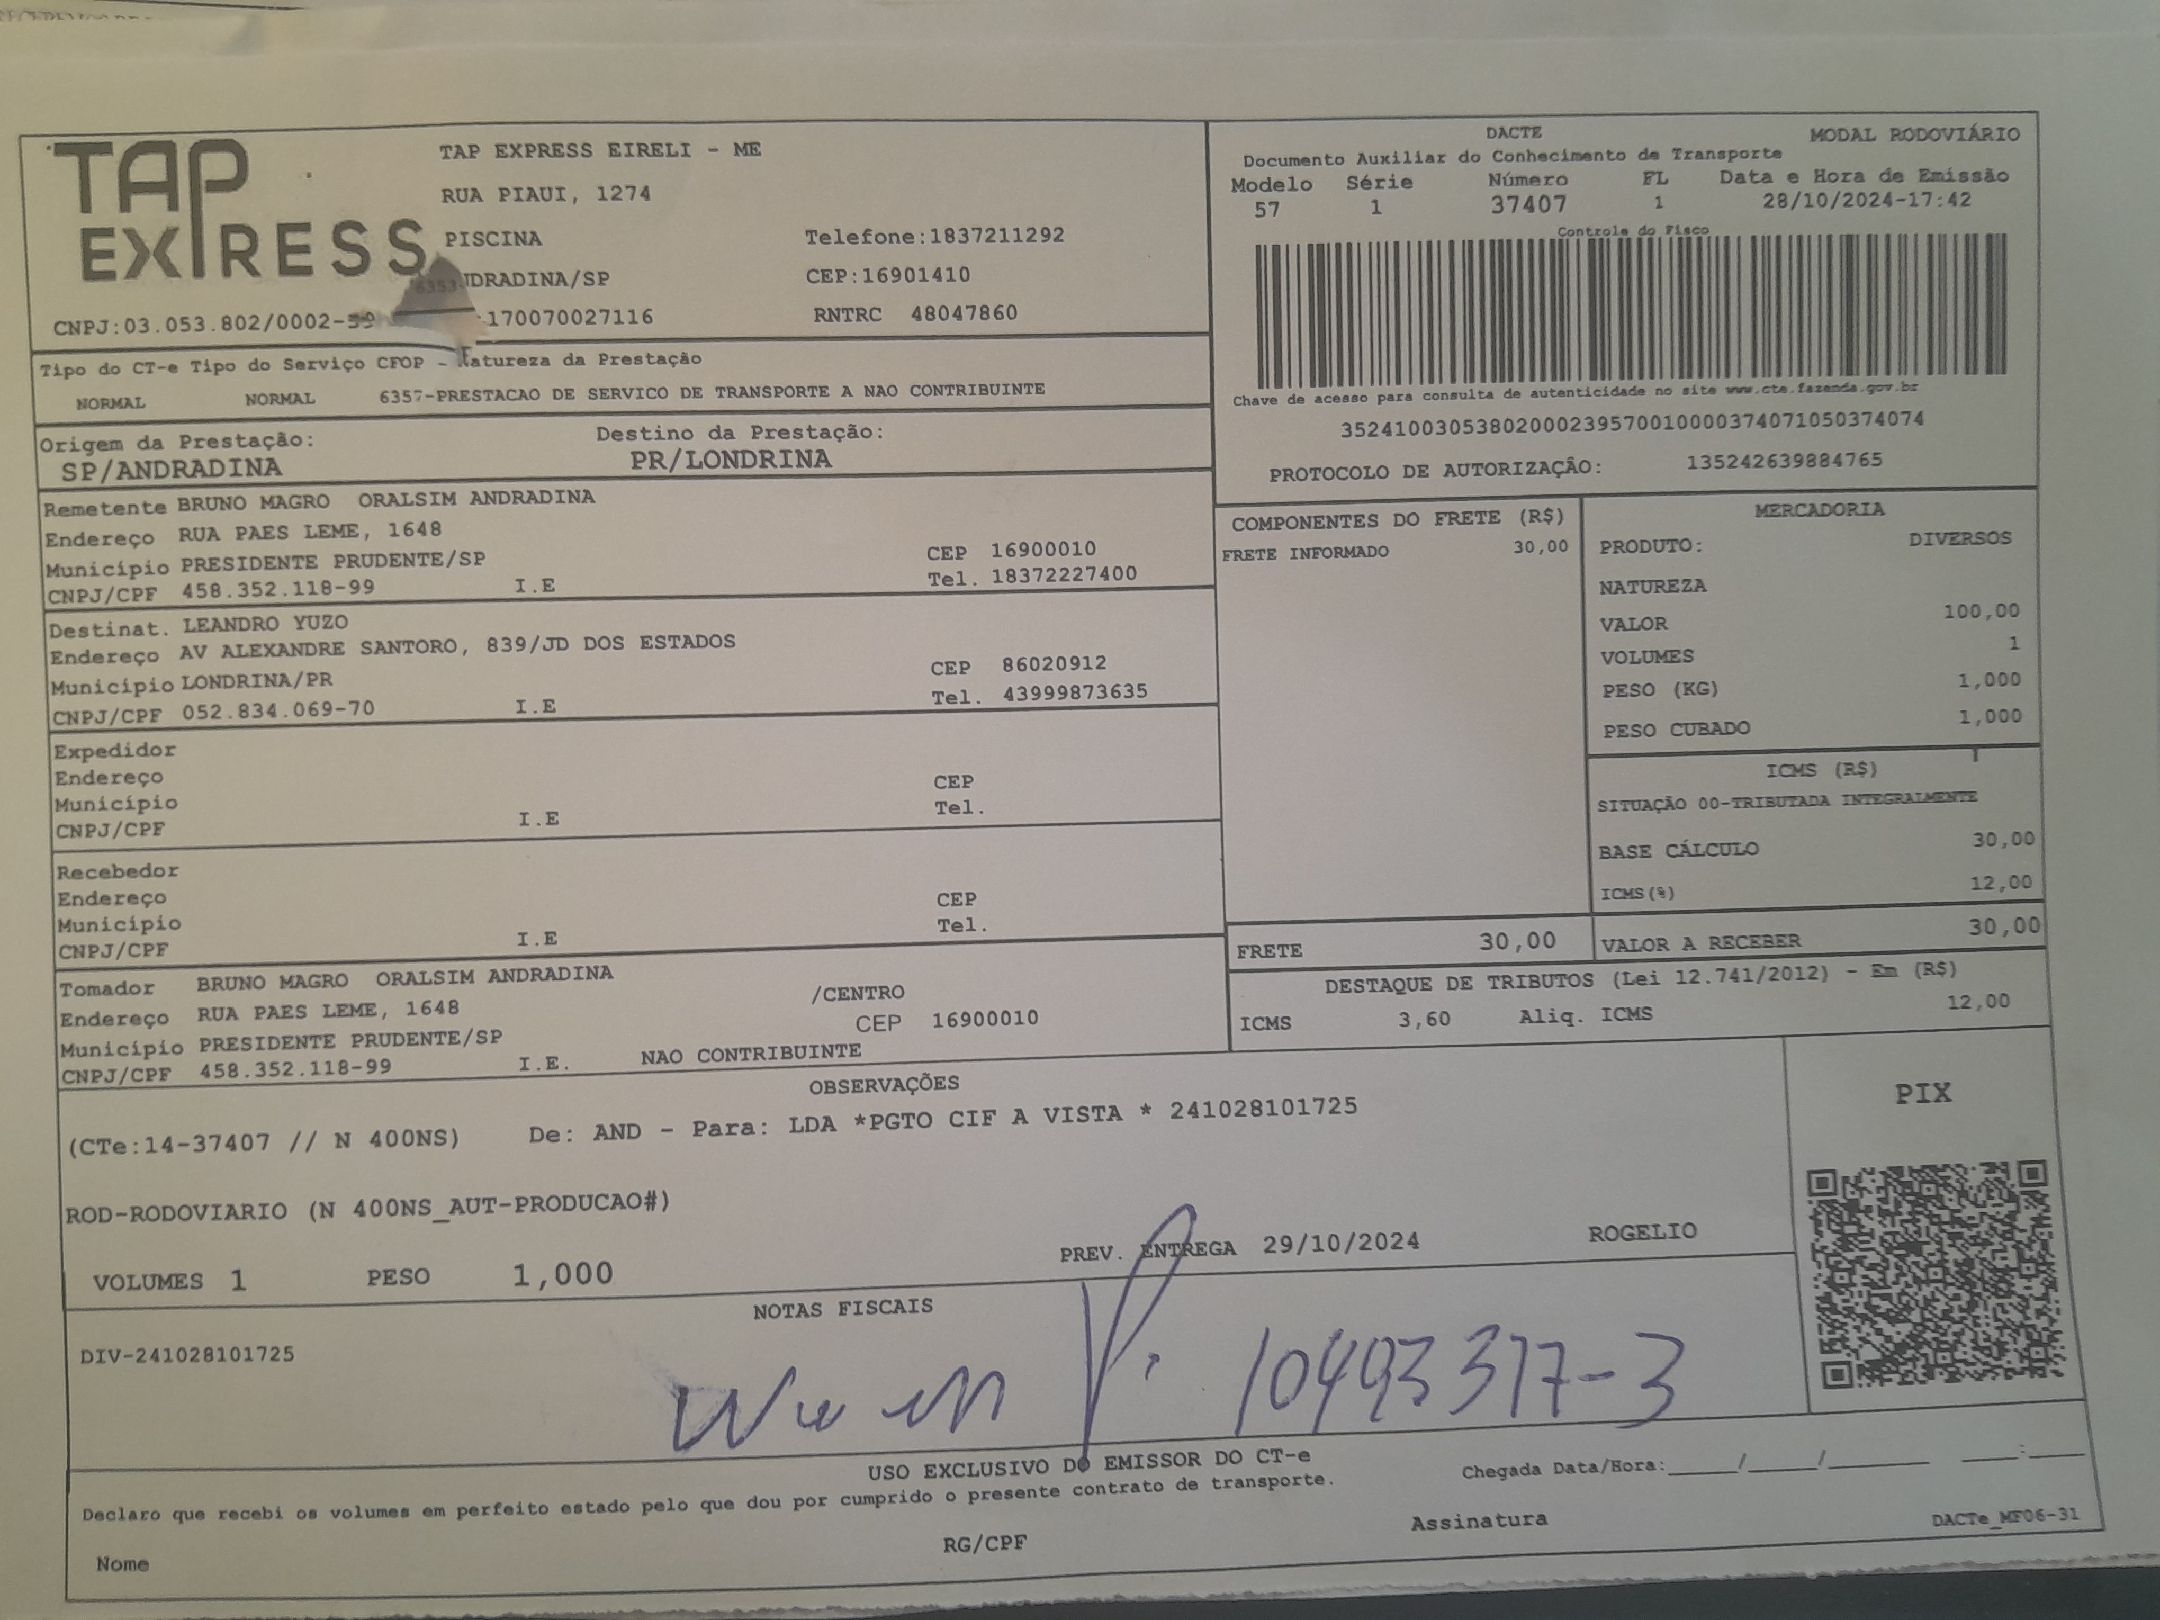 TAP
EXPRESS
TAP EXPRESS EIRELI - ME
RUA PIAUI, 1274
PISCINA Telefone:1837211292
NDRADINA/SP CEP:16901410
CNPJ:03.053.802/0002-39 6353 :170070027116 RNTRC 48047860
DACTE MODAL RODOVIÁRIO
Documento Auxiliar do Conhecimento de Transporte
Modelo Série Número FL Data e Hora de Emissão
57 1 37407 1 28/10/2024-17:42
Controle do Fisco
Chave de acesso para consulta de autenticidade no site www.cte.fazenda.gov.br
35241003053802000239570010000374071050374074
PROTOCOLO DE AUTORIZAÇÃO: 135242639884765
Tipo do CT-e Tipo do Serviço CFOP - Natureza da Prestação
NORMAL NORMAL 6357-PRESTACAO DE SERVICO DE TRANSPORTE A NAO CONTRIBUINTE
Origem da Prestação: Destino da Prestação:
SP/ANDRADINA PR/LONDRINA
Remetente BRUNO MAGRO ORALSIM ANDRADINA
Endereço RUA PAES LEME, 1648
Município PRESIDENTE PRUDENTE/SP CEP 16900010
CNPJ/CPF 458.352.118-99 I.E Tel. 18372227400
Destinat. LEANDRO YUZO
Endereço AV ALEXANDRE SANTORO, 839/JD DOS ESTADOS
Município LONDRINA/PR CEP 86020912
CNPJ/CPF 052.834.069-70 I.E Tel. 43999873635
Expedidor
Endereço
Município CEP
CNPJ/CPF I.E Tel.
Recebedor
Endereço
Município CEP
CNPJ/CPF I.E Tel.
Tomador BRUNO MAGRO ORALSIM ANDRADINA
Endereço RUA PAES LEME, 1648 /CENTRO
Município PRESIDENTE PRUDENTE/SP CEP 16900010
CNPJ/CPF 458.352.118-99 I.E. NAO CONTRIBUINTE
COMPONENTES DO FRETE (R$)
FRETE INFORMADO 30,00
MERCADORIA
PRODUTO: DIVERSOS
NATUREZA
VALOR 100,00
VOLUMES 1
PESO (KG) 1,000
PESO CUBADO 1,000
ICMS (R$)
SITUAÇÃO 00-TRIBUTADA INTEGRALMENTE
BASE CÁLCULO 30,00
ICMS(%) 12,00
FRETE 30,00 VALOR A RECEBER 30,00
DESTAQUE DE TRIBUTOS (Lei 12.741/2012) - Em (R$)
ICMS 3,60 Aliq. ICMS 12,00
OBSERVAÇÕES
(CTe:14-37407 // N 400NS) De: AND - Para: LDA *PGTO CIF A VISTA * 241028101725
ROD-RODOVIARIO (N 400NS_AUT-PRODUCAO#)
PREV. ENTREGA 29/10/2024 ROGELIO
VOLUMES 1 PESO 1,000
PIX
NOTAS FISCAIS
DIV-241028101725
10493317-3
USO EXCLUSIVO DO EMISSOR DO CT-e
Chegada Data/Hora:_____/_____/_______ ____:____
Declaro que recebi os volumes em perfeito estado pelo que dou por cumprido o presente contrato de transporte.
Nome RG/CPF Assinatura DACTe_MF06-31